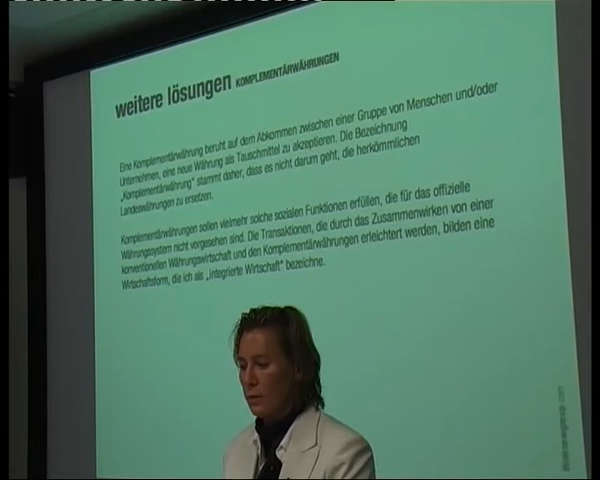 weitere lösungen KOMPLEMENTÄRWÄHRUNGEN
Eine Komplementärwährung beruht auf dem Abkommen zwischen einer Gruppe von Menschen und/oder
Unternehmen, eine neue Währung als Tauschmittel zu akzeptieren. Die Bezeichnung
„Komplementärwährung" stammt daher, dass es nicht darum geht, die herkömmlichen
Landeswährungen zu ersetzen.
Komplementärwährungen sollen vielmehr solche sozialen Funktionen erfüllen, die für das offizielle
Währungssystem nicht vorgesehen sind. Die Transaktionen, die durch das Zusammenwirken von einer
konventionellen Währungswirtschaft und den Komplementärwährungen erleichtert werden, bilden eine
Wirtschaftsform, die ich als „integrierte Wirtschaft" bezeichne.